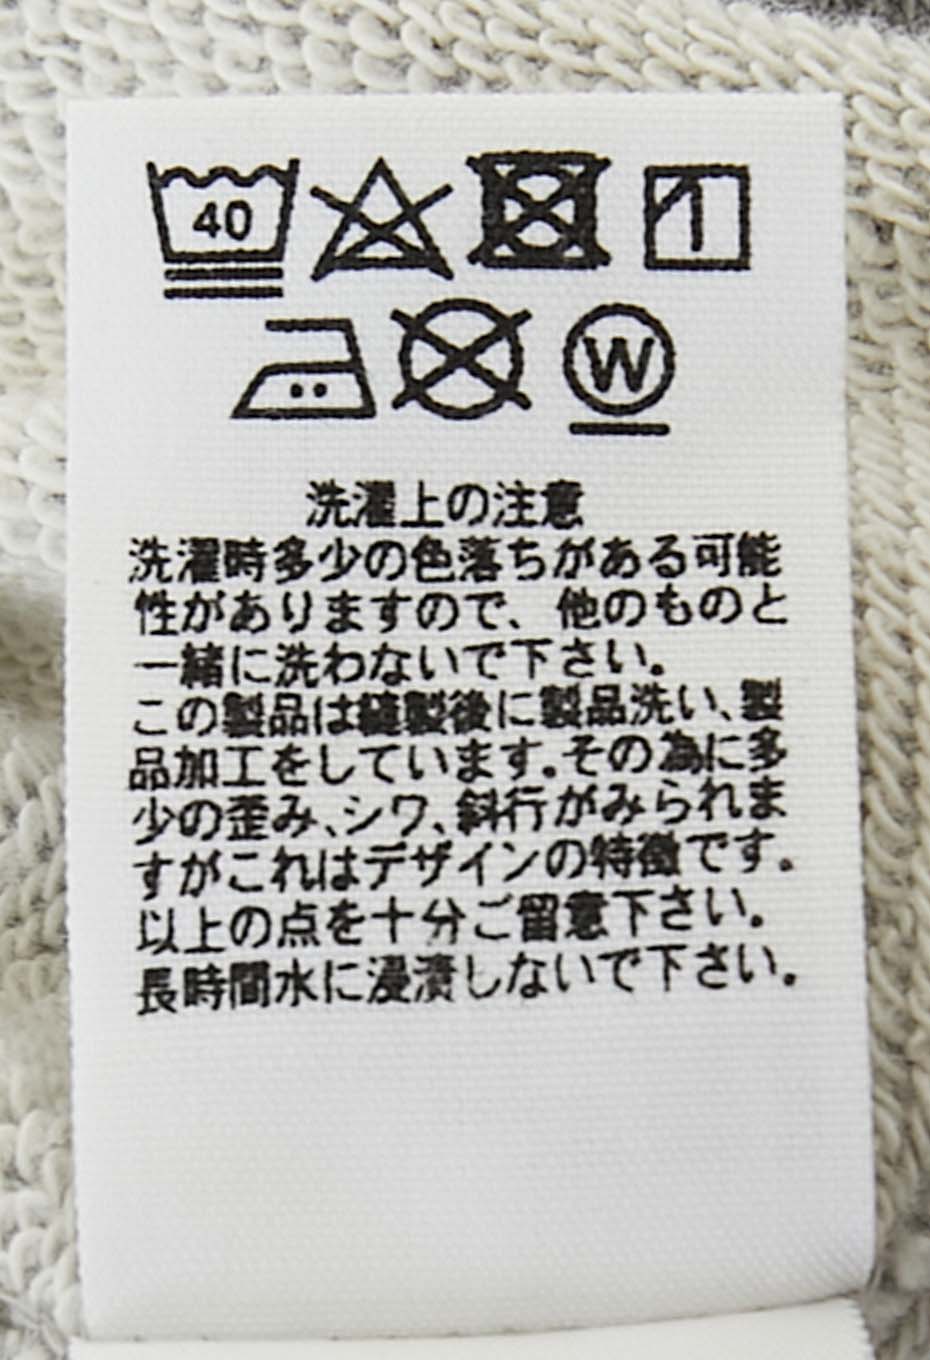 40
W
洗濯上の注意
洗濯時多少の色落ちがある可能
性がありますので、他のものと
一緒に洗わないで下さい。
この製品は縫製後に製品洗い、製
品加工をしています。その為に多
少の歪み、シワ、斜行がみられま
すがこれはデザインの特徴です。
以上の点を十分ご留意下さい。
長時間水に浸漬しないで下さい。